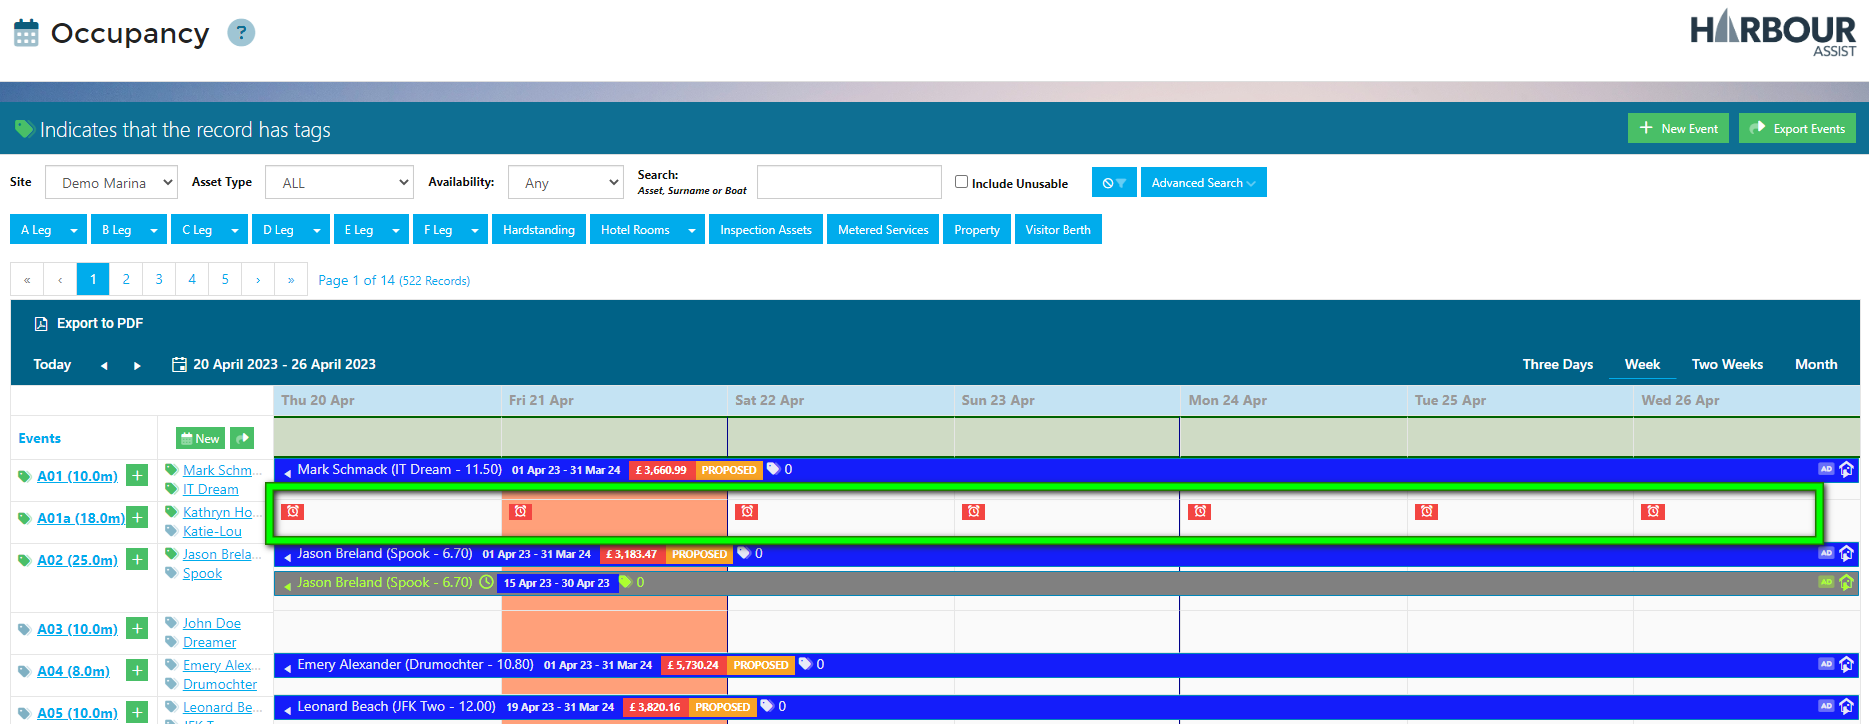 Occupancy ?
HARBOUR
ASSIST
Indicates that the record has tags
+ New Event
Export Events
Site Demo Marina Asset Type ALL Availability: Any Search:
Asset, Surname or Boat
Include Unusable
Advanced Search
A Leg B Leg C Leg D Leg E Leg F Leg Hardstanding Hotel Rooms Inspection Assets Metered Services Property Visitor Berth
« ‹ 1 2 3 4 5 › » Page 1 of 14 (522 Records)
Export to PDF
Today 20 April 2023 - 26 April 2023 Three Days Week Two Weeks Month
Thu 20 Apr Fri 21 Apr Sat 22 Apr Sun 23 Apr Mon 24 Apr Tue 25 Apr Wed 26 Apr
Events New
A01 (10.0m) + Mark Schm... Mark Schmack (IT Dream - 11.50) 01 Apr 23 - 31 Mar 24 £ 3,660.99 PROPOSED 0 AD
IT Dream
A01a (18.0m) + Kathryn Ho...
Katie-Lou
A02 (25.0m) + Jason Brela... Jason Breland (Spook - 6.70) 01 Apr 23 - 31 Mar 24 £ 3,183.47 PROPOSED 0 AD
Spook Jason Breland (Spook - 6.70) 15 Apr 23 - 30 Apr 23 0 AD
A03 (10.0m) + John Doe
Dreamer
A04 (8.0m) + Emery Alex... Emery Alexander (Drumochter - 10.80) 01 Apr 23 - 31 Mar 24 £ 5,730.24 PROPOSED 0 AD
Drumochter
A05 (10.0m) + Leonard Be... Leonard Beach (JFK Two - 12.00) 19 Apr 23 - 31 Mar 24 £ 3,820.16 PROPOSED 0 AD